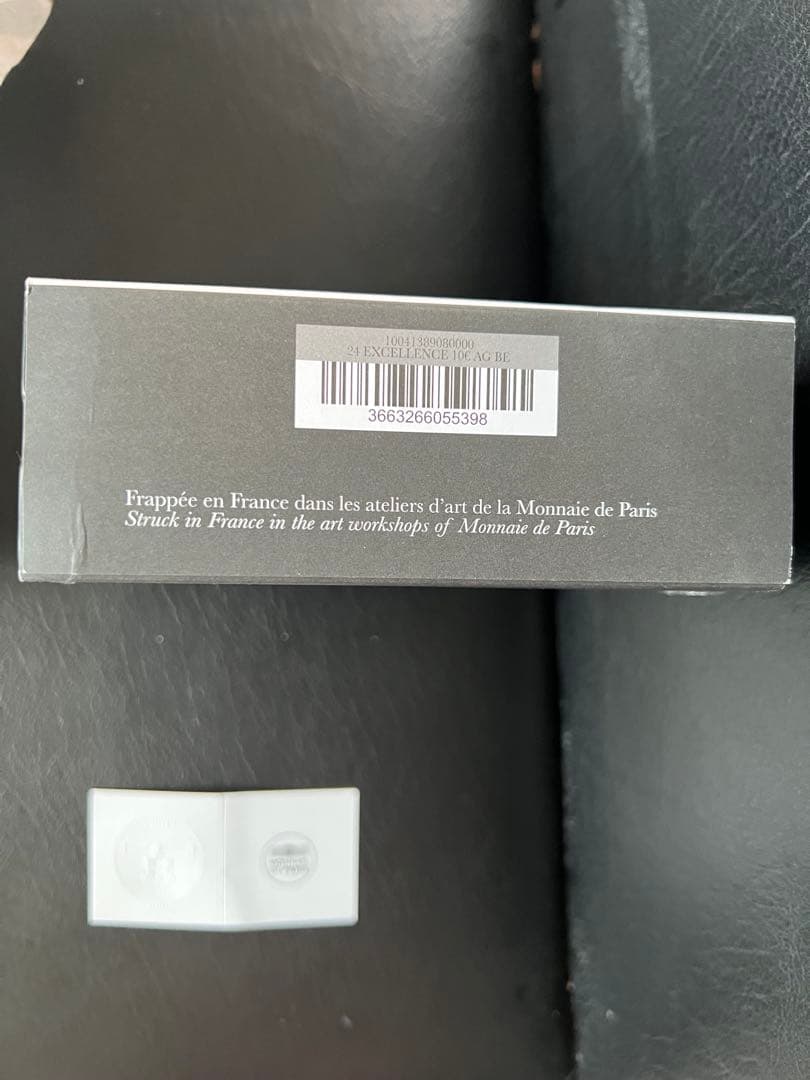 10041389080000
24 EXCELLENCE 10€ AG BE
3663266055398
Frappée en France dans les ateliers d'art de la Monnaie de Paris
Struck in France in the art workshops of Monnaie de Paris